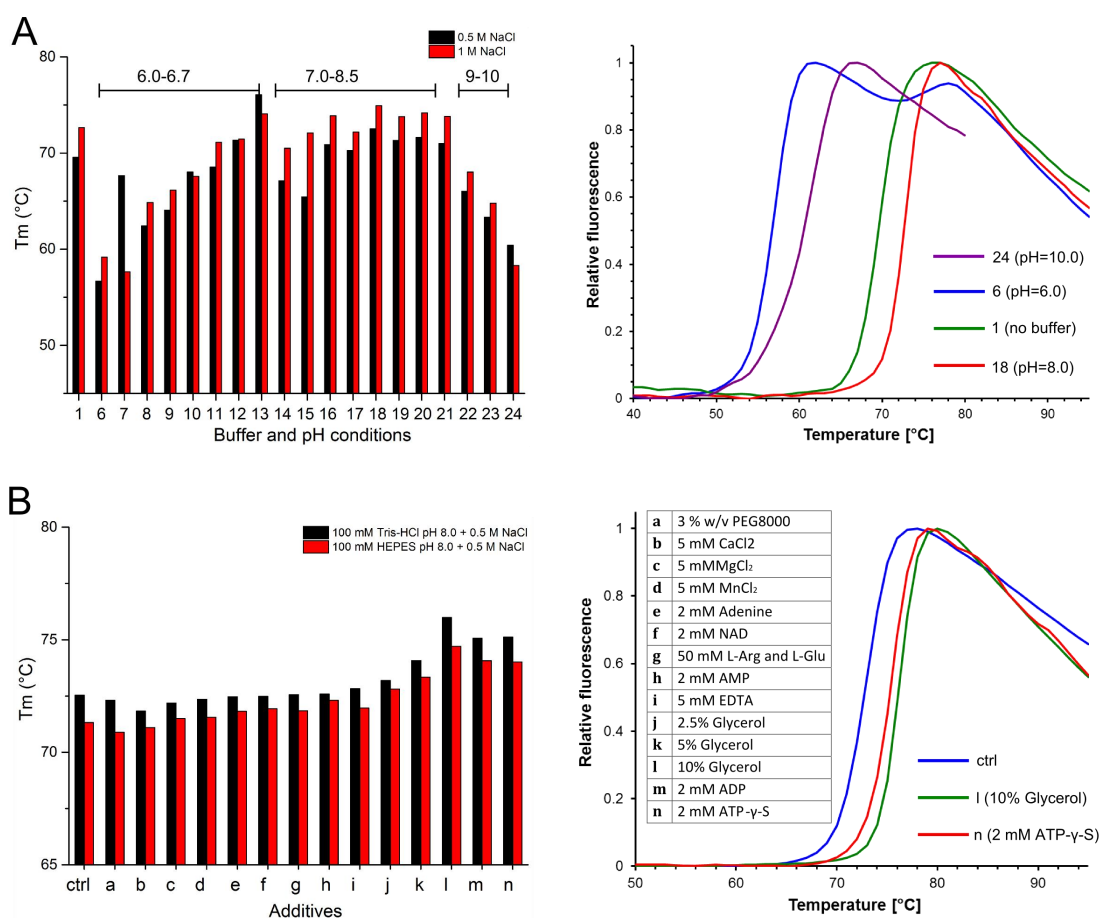 A
0.5 M NaCl
1 M NaCl
6.0-6.7
7.0-8.5
9-10
80
70
60
50
Tm (°C)
1 6 7 8 9 10 11 12 13 14 15 16 17 18 19 20 21 22 23 24
Buffer and pH conditions
1
0.8
0.6
0.4
0.2
0
Relative fluorescence
24 (pH=10.0)
6 (pH=6.0)
1 (no buffer)
18 (pH=8.0)
40 50 60 70 80 90
Temperature [°C]
B
100 mM Tris-HCl pH 8.0 + 0.5 M NaCl
100 mM HEPES pH 8.0 + 0.5 M NaCl
80
75
70
65
Tm (°C)
ctrl a b c d e f g h i j k l m n
Additives
1
0.8
0.6
0.4
0.2
0
Relative fluorescence
a 3 % w/v PEG8000
b 5 mM CaCl2
c 5 mMMgCl₂
d 5 mM MnCl₂
e 2 mM Adenine
f 2 mM NAD
g 50 mM L-Arg and L-Glu
h 2 mM AMP
i 5 mM EDTA
j 2.5% Glycerol
k 5% Glycerol
l 10% Glycerol
m 2 mM ADP
n 2 mM ATP-γ-S
ctrl
l (10% Glycerol)
n (2 mM ATP-γ-S)
50 60 70 80 90
Temperature [°C]